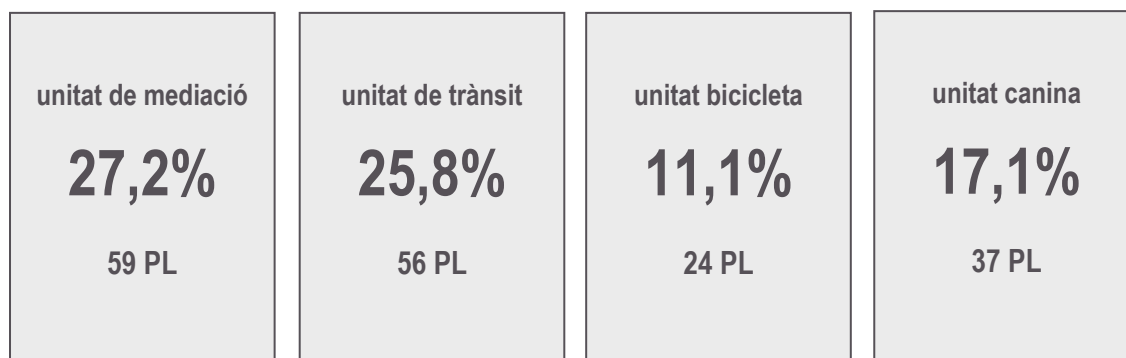 unitat de mediació
27,2%
59 PL
unitat de trànsit
25,8%
56 PL
unitat bicicleta
11,1%
24 PL
unitat canina
17,1%
37 PL